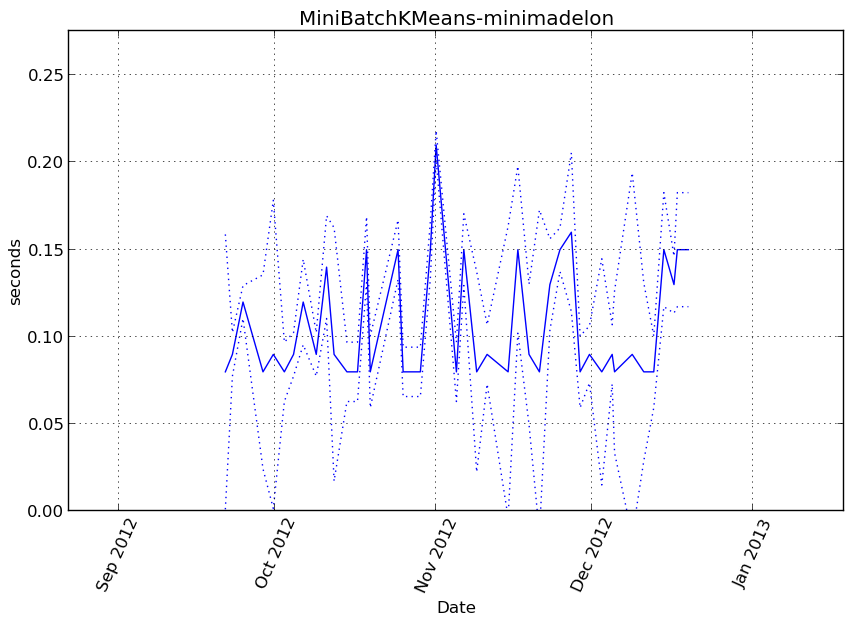 MiniBatchKMeans-minimadelon
seconds
0.25
0.20
0.15
0.10
0.05
0.00
Sep 2012
Oct 2012
Nov 2012
Dec 2012
Jan 2013
Date